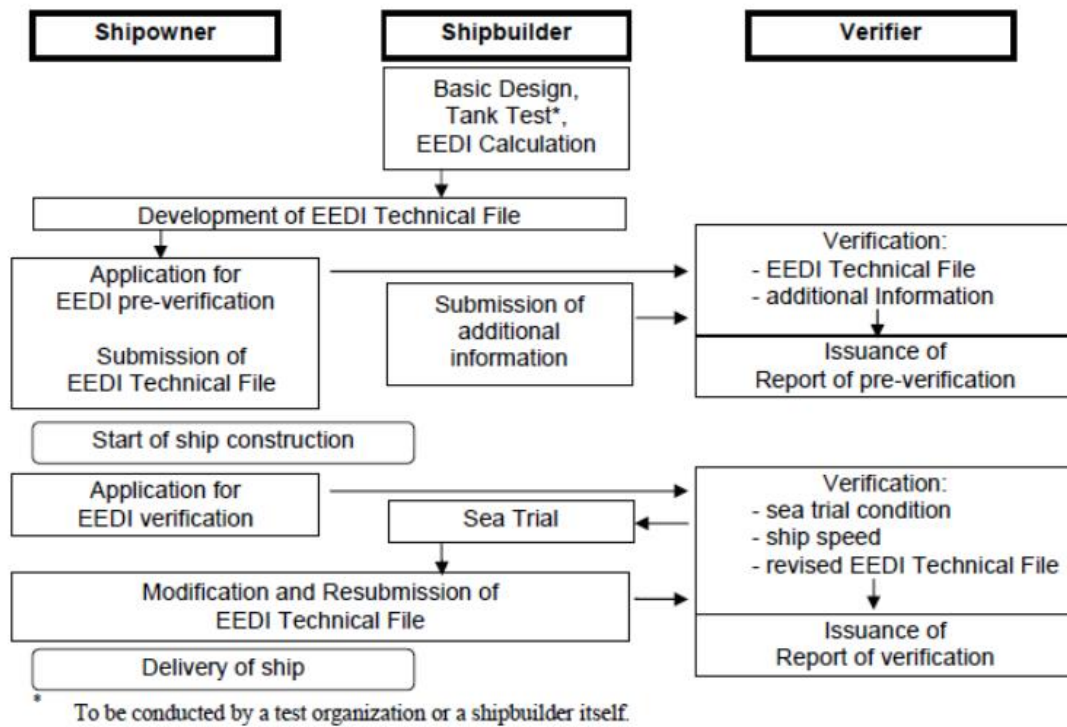 Shipowner
Shipbuilder
Verifier
Basic Design,
Tank Test*,
EEDI Calculation
Development of EEDI Technical File
Application for
EEDI pre-verification
Submission of
EEDI Technical File
Submission of
additional
information
Verification:
- EEDI Technical File
- additional Information
Issuance of
Report of pre-verification
Start of ship construction
Application for
EEDI verification
Sea Trial
Verification:
- sea trial condition
- ship speed
- revised EEDI Technical File
Modification and Resubmission of
EEDI Technical File
Issuance of
Report of verification
Delivery of ship
* To be conducted by a test organization or a shipbuilder itself.